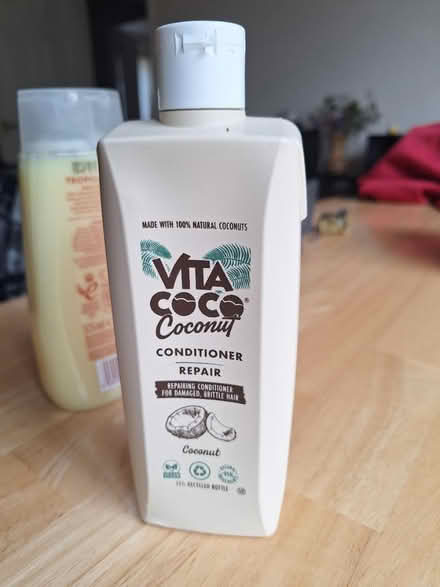 MADE WITH 100% NATURAL COCONUTS
VITA
COCO®
Coconut
CONDITIONER
REPAIR
REPAIRING CONDITIONER
FOR DAMAGED, BRITTLE HAIR
Coconut
RECYCLED BOTTLE
TROPIC